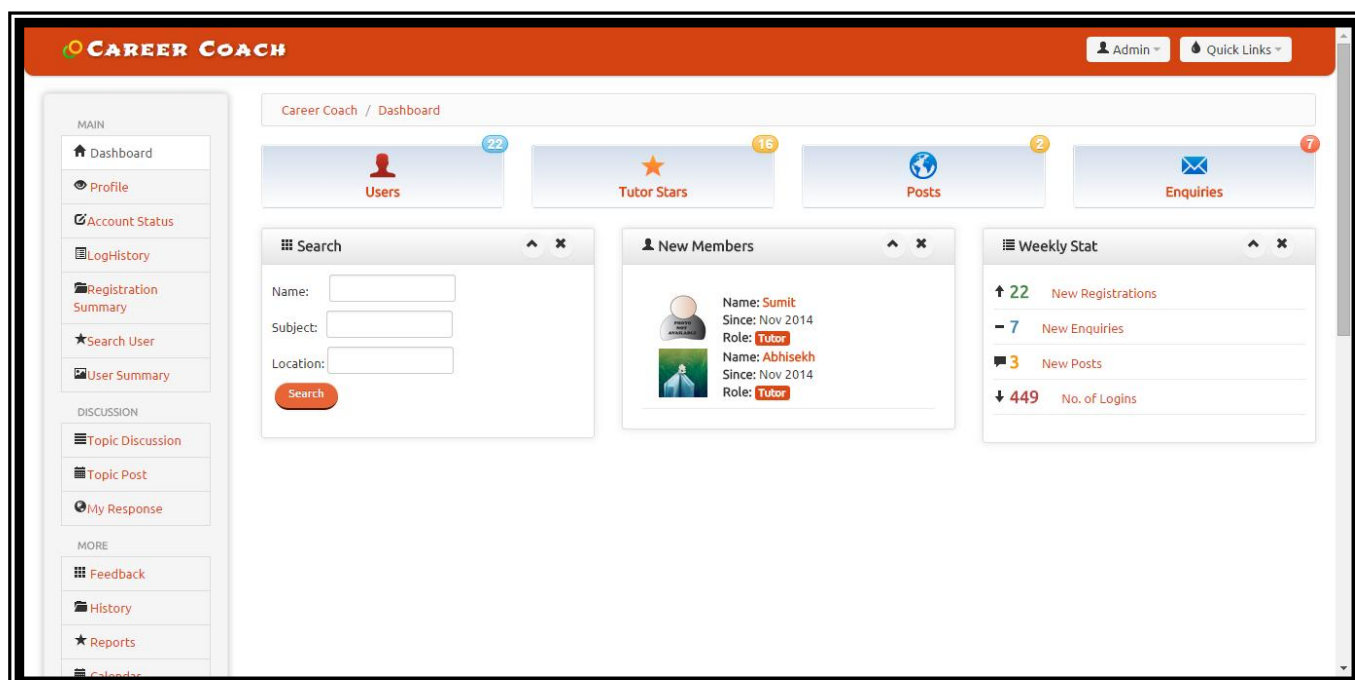 CAREER COACH
Admin
Quick Links
MAIN
Dashboard
Profile
Account Status
LogHistory
Registration
Summary
Search User
User Summary
DISCUSSION
Topic Discussion
Topic Post
My Response
MORE
Feedback
History
Reports
Calendar
Career Coach / Dashboard
22
Users
16
Tutor Stars
2
Posts
7
Enquiries
Search
Name:
Subject:
Location:
Search
New Members
PHOTO
NOT
AVAILABLE
Name: Sumit
Since: Nov 2014
Role: Tutor
Name: Abhisekh
Since: Nov 2014
Role: Tutor
Weekly Stat
22 New Registrations
7 New Enquiries
3 New Posts
449 No. of Logins